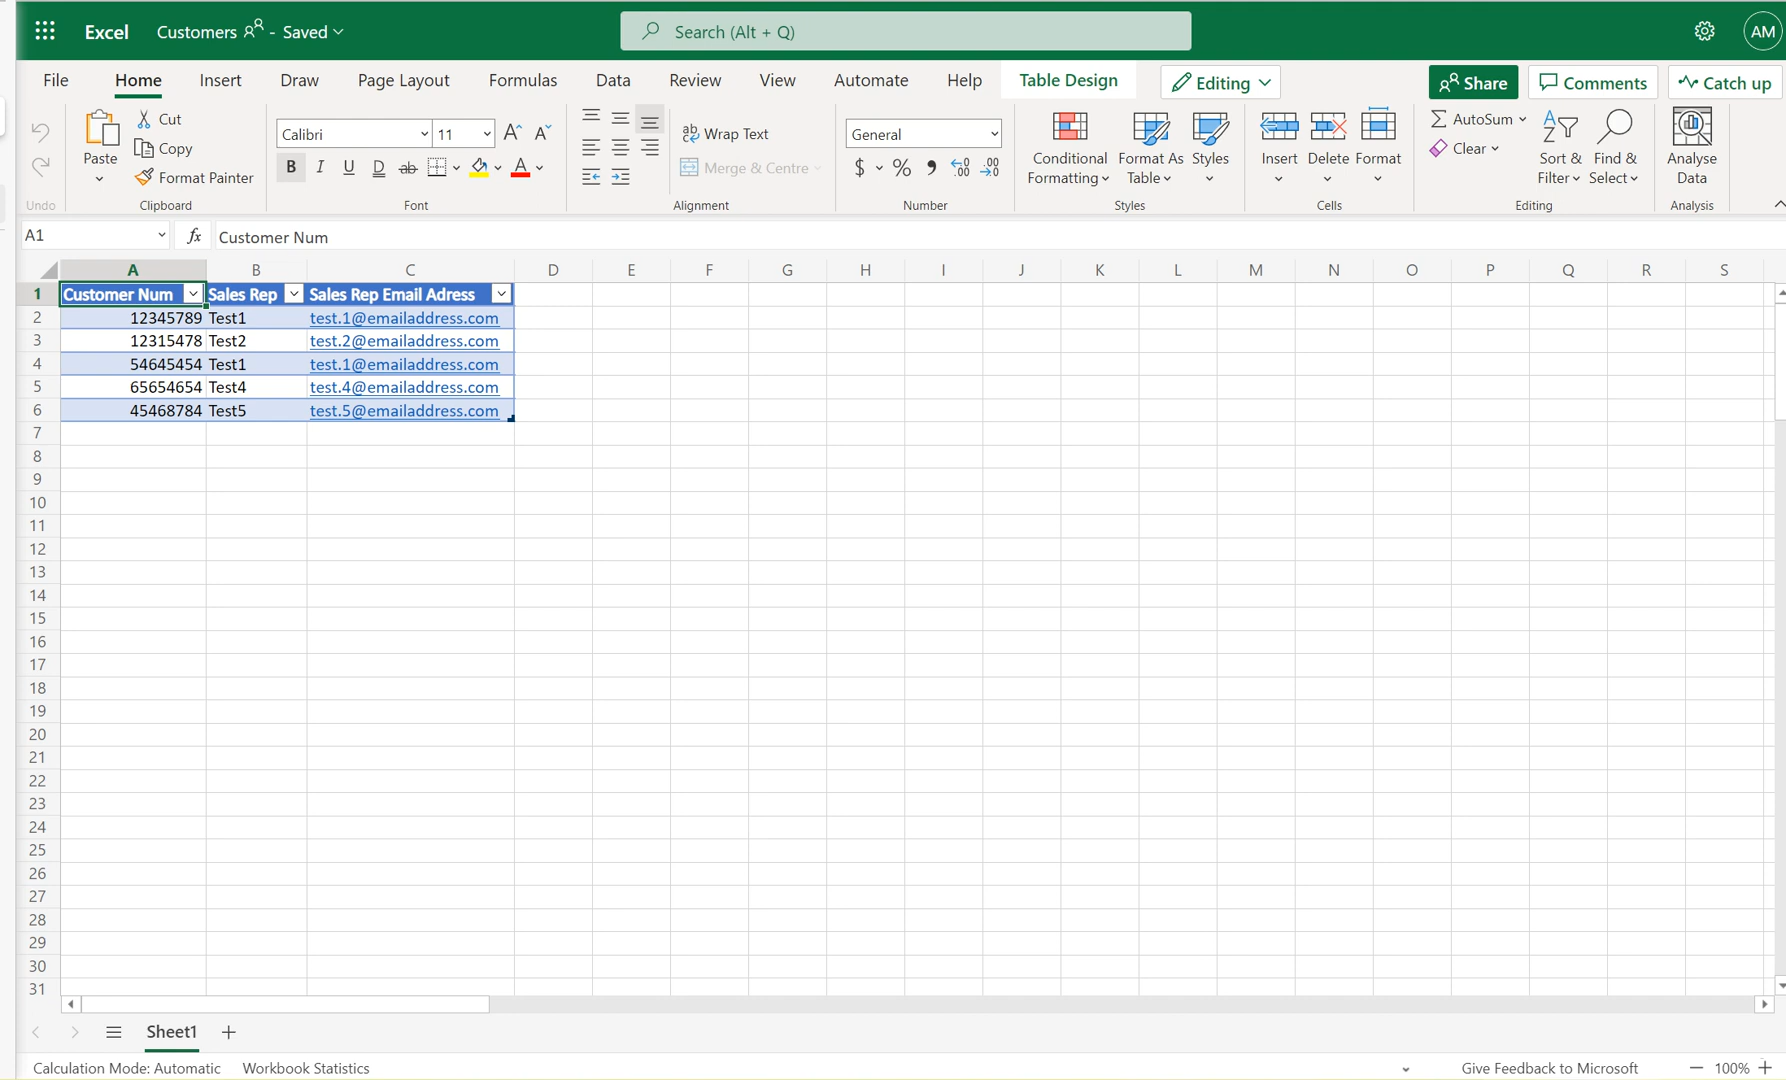 Excel Customers - Saved Search (Alt + Q) AM
File Home Insert Draw Page Layout Formulas Data Review View Automate Help Table Design Editing Share Comments Catch up
Undo
Paste
Cut
Copy
Format Painter
Clipboard
Calibri 11 A A
B I U D ab A
Font
ab Wrap Text
Merge & Centre
Alignment
General
$ % , .00 .00
Number
Conditional Formatting
Format As Table
Styles
Styles
Insert
Delete
Format
Cells
AutoSum
Clear
Sort & Filter
Find & Select
Editing
Analyse Data
Analysis
A1 fx Customer Num
A B C D E F G H I J K L M N O P Q R S
1 Customer Num Sales Rep Sales Rep Email Adress
2 12345789 Test1 test.1@emailaddress.com
3 12315478 Test2 test.2@emailaddress.com
4 54645454 Test1 test.1@emailaddress.com
5 65654654 Test4 test.4@emailaddress.com
6 45468784 Test5 test.5@emailaddress.com
7
8
9
10
11
12
13
14
15
16
17
18
19
20
21
22
23
24
25
26
27
28
29
30
31
Sheet1 +
Calculation Mode: Automatic Workbook Statistics Give Feedback to Microsoft 100%